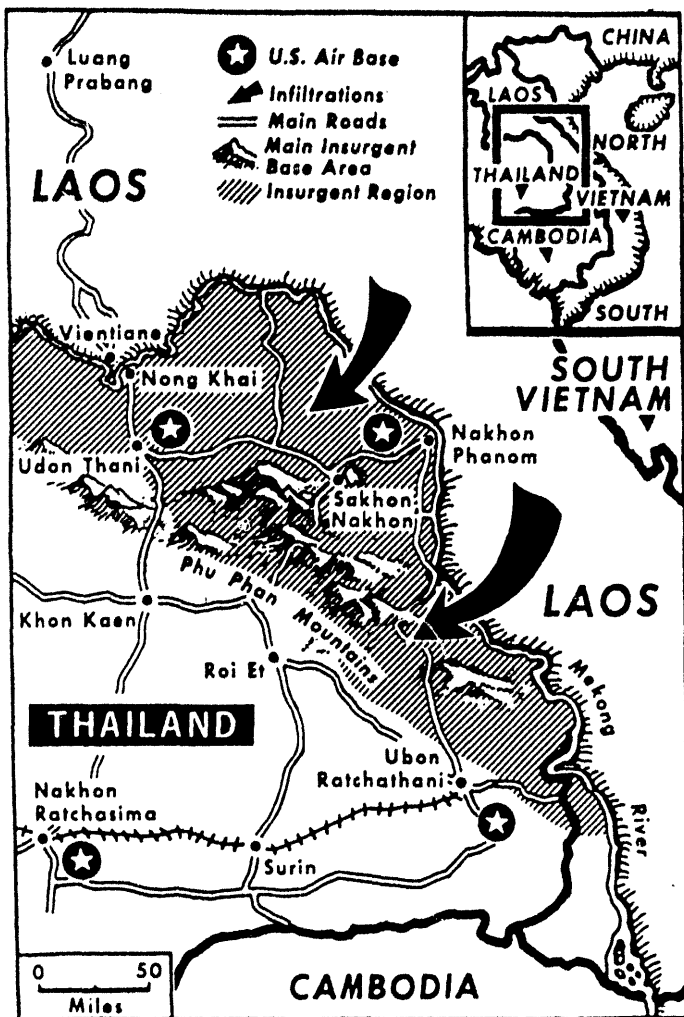 Luang
Prabang
U.S. Air Base
Infiltrations
Main Roads
Main Insurgent
Base Area
Insurgent Region
LAOS
CHINA
LAOS
NORTH
THAILAND
VIETNAM
CAMBODIA
SOUTH
SOUTH
VIETNAM
Vientiane
Nong Khai
Udon Thani
Nakhon
Phanom
Sakhon
Nakhon
Phu Phan Mountains
Khon Kaen
Roi Et
LAOS
Mekong
River
THAILAND
Ubon
Ratchathani
Nakhon
Ratchasima
Surin
0 50
Miles
CAMBODIA